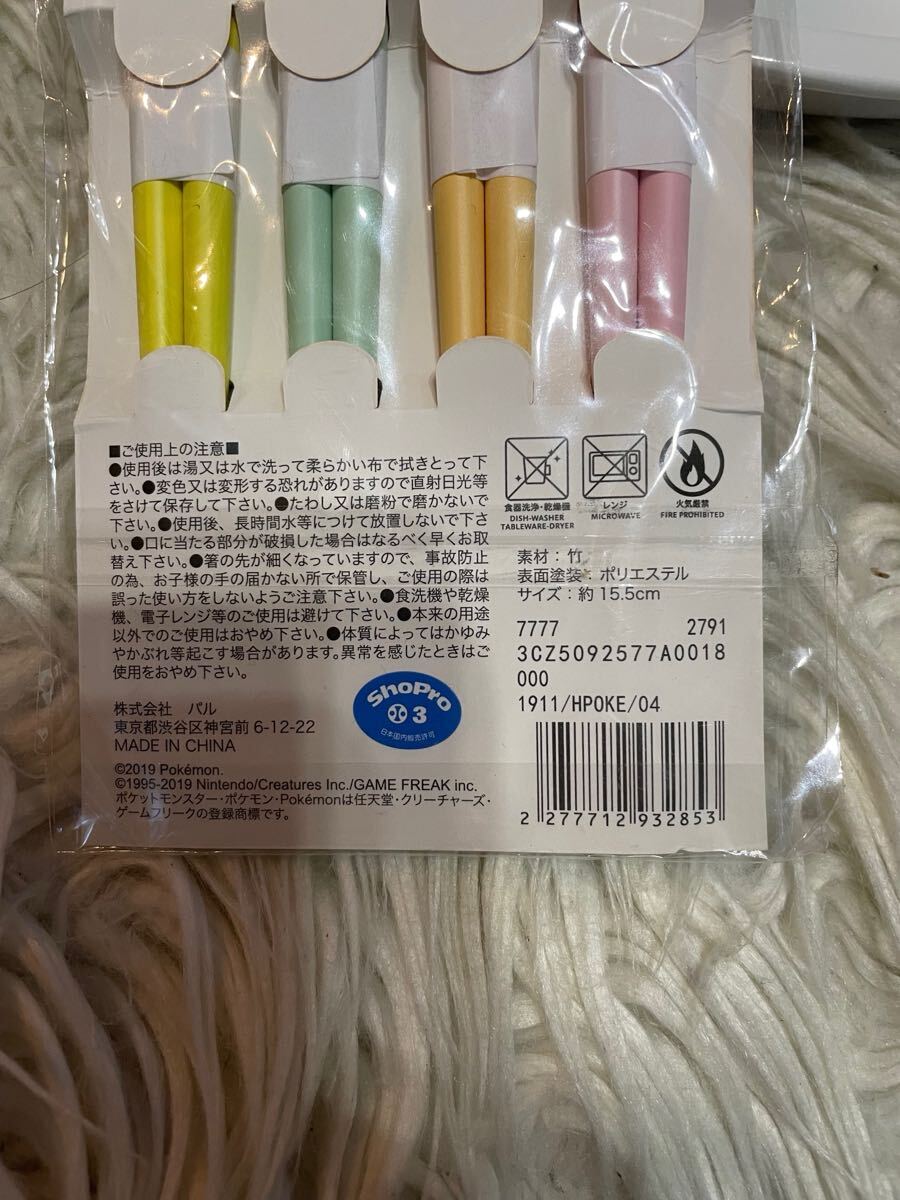 ■ご使用上の注意■
●使用後は湯又は水で洗って柔らかい布で拭きとって下
さい。●変色又は変形する恐れがありますので直射日光等
をさけて保存して下さい。●たわし又は磨粉で磨かないで
下さい。●使用後、長時間水等につけて放置しないで下さ
い。●口に当たる部分が破損した場合はなるべく早くお取
替え下さい。●箸の先が細くなっていますので、事故防止
の為、お子様の手の届かない所で保管し、ご使用の際は
誤った使い方をしないようご注意下さい。●食洗機や乾燥
機、電子レンジ等のご使用は避けて下さい。●本来の用途
以外でのご使用はおやめ下さい。●体質によってはかゆみ
やかぶれ等起こす場合があります。異常を感じたときはご
使用をおやめ下さい。
株式会社 パル
東京都渋谷区神宮前 6-12-22
MADE IN CHINA
ShoPro
3
日本国内販売許可
©2019 Pokémon.
©1995-2019 Nintendo/Creatures Inc./GAME FREAK inc.
ポケットモンスター・ポケモン・Pokémonは任天堂・クリーチャーズ・
ゲームフリークの登録商標です。
食器洗浄・乾燥機
DISH-WASHER
TABLEWARE-DRYER
レンジ
MICROWAVE
火気厳禁
FIRE PROHIBITED
素材：竹
表面塗装：ポリエステル
サイズ：約 15.5cm
7777 2791
3CZ5092577A0018
000
1911/HPOKE/04
2 277712 932853